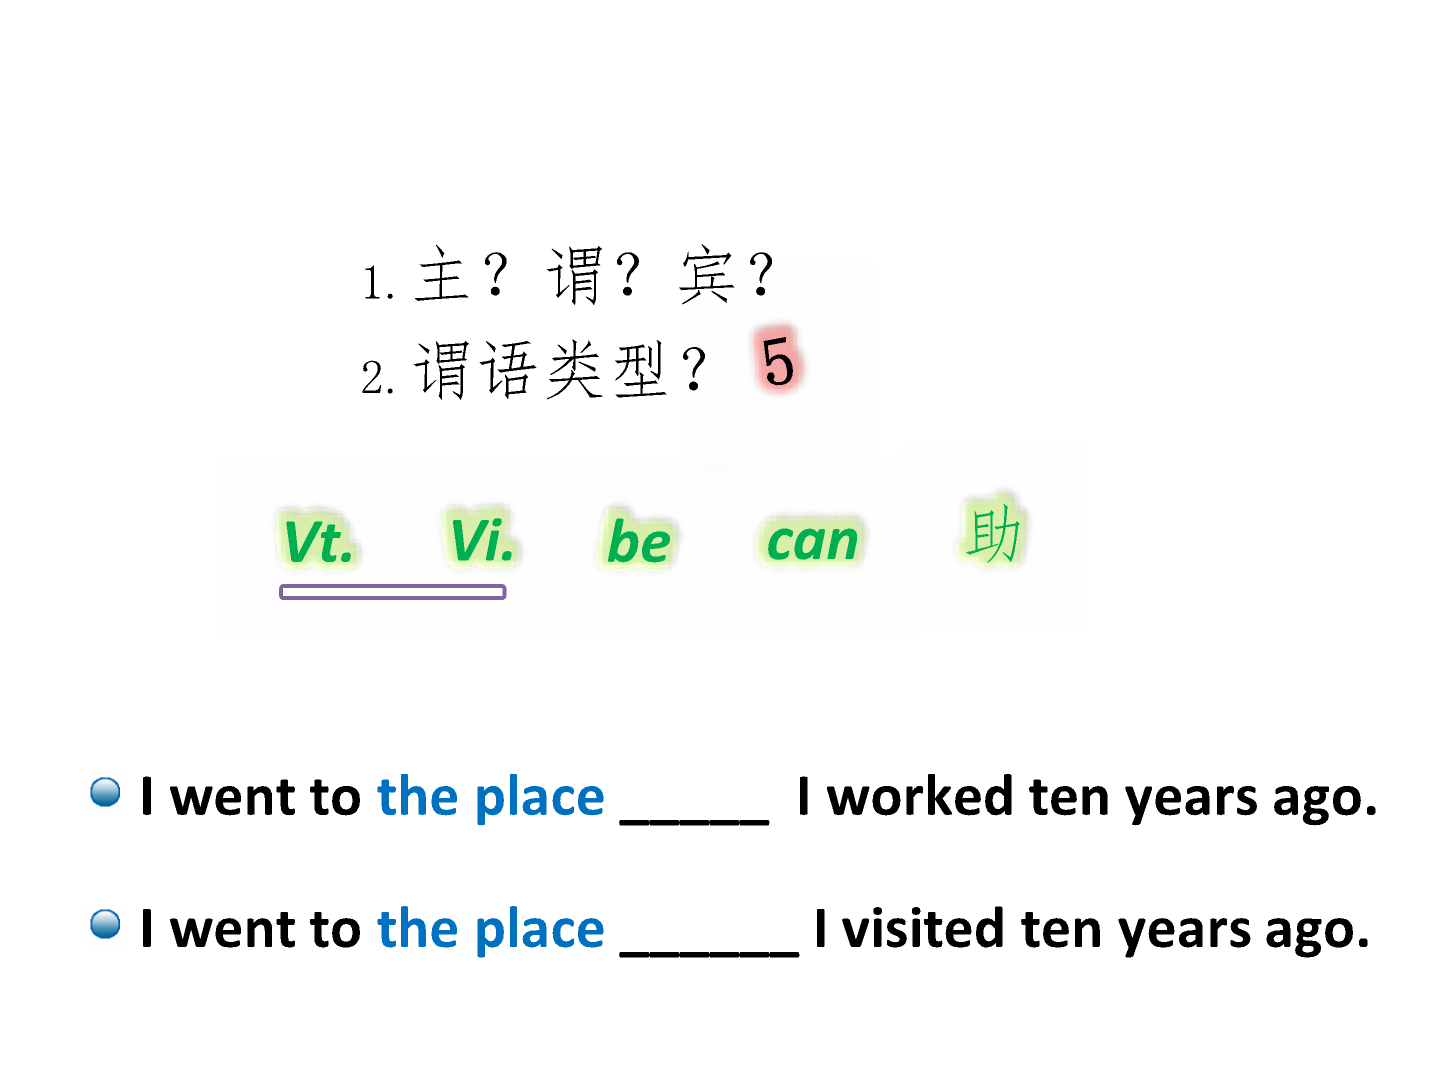 1. 主？谓？宾？
2. 谓语类型？ 5
Vt. Vi. be can 助
I went to the place _____ I worked ten years ago.
I went to the place ______ I visited ten years ago.